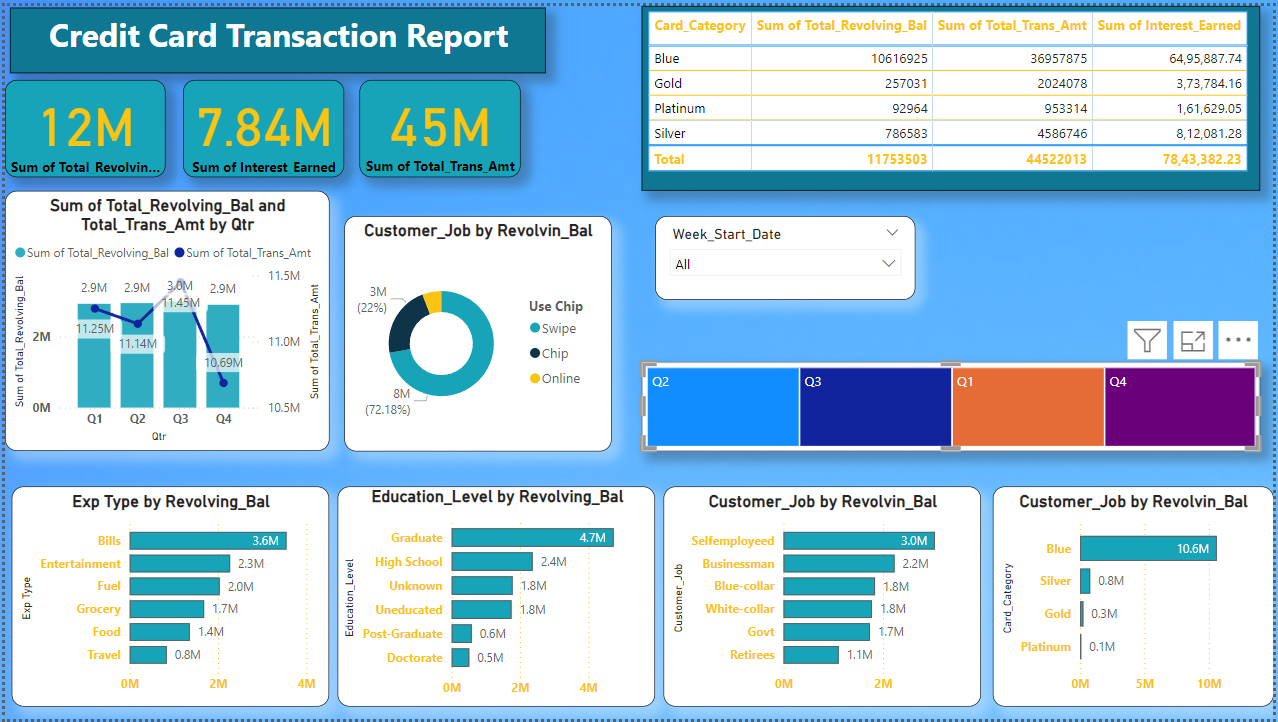 Credit Card Transaction Report
12M
Sum of Total_Revolvin...
7.84M
Sum of Interest_Earned
45M
Sum of Total_Trans_Amt
Card_Category Sum of Total_Revolving_Bal Sum of Total_Trans_Amt Sum of Interest_Earned
Blue 10616925 36957875 64,95,887.74
Gold 257031 2024078 3,73,784.16
Platinum 92964 953314 1,61,629.05
Silver 786583 4586746 8,12,081.28
Total 11753503 44522013 78,43,382.23
Sum of Total_Revolving_Bal and
Total_Trans_Amt by Qtr
Sum of Total_Revolving_Bal Sum of Total_Trans_Amt
Sum of Total_Revolving_Bal
2M
0M
2.9M 2.9M 3.0M 2.9M
11.25M 11.14M 11.45M 10.69M
11.5M
11.0M
10.5M
Sum of Total_Trans_Amt
Q1 Q2 Q3 Q4
Qtr
Customer_Job by Revolvin_Bal
3M
(22%)
8M
(72.18%)
Use Chip
Swipe
Chip
Online
Week_Start_Date
All
Q2 Q3 Q1 Q4
Exp Type by Revolving_Bal
Exp Type
Bills 3.6M
Entertainment 2.3M
Fuel 2.0M
Grocery 1.7M
Food 1.4M
Travel 0.8M
0M 2M 4M
Education_Level by Revolving_Bal
Education_Level
Graduate 4.7M
High School 2.4M
Unknown 1.8M
Uneducated 1.8M
Post-Graduate 0.6M
Doctorate 0.5M
0M 2M 4M
Customer_Job by Revolvin_Bal
Customer_Job
Selfemployeed 3.0M
Businessman 2.2M
Blue-collar 1.8M
White-collar 1.8M
Govt 1.7M
Retirees 1.1M
0M 2M
Customer_Job by Revolvin_Bal
Card_Category
Blue 10.6M
Silver 0.8M
Gold 0.3M
Platinum 0.1M
0M 5M 10M